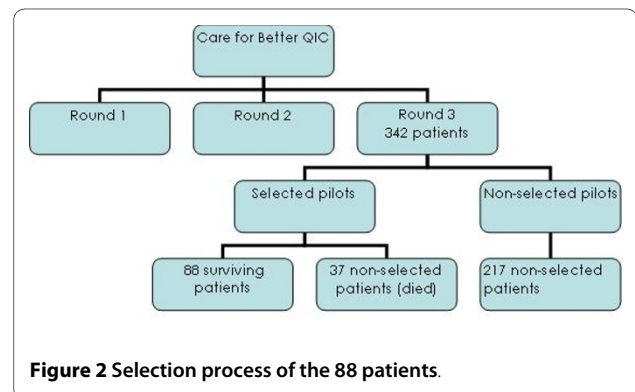 Care for Better QIC
Round 1
Round 2
Round 3
342 patients
Selected pilots
Non-selected pilots
88 surviving
patients
37 non-selected
patients (died)
217 non-selected
patients
Figure 2 Selection process of the 88 patients.